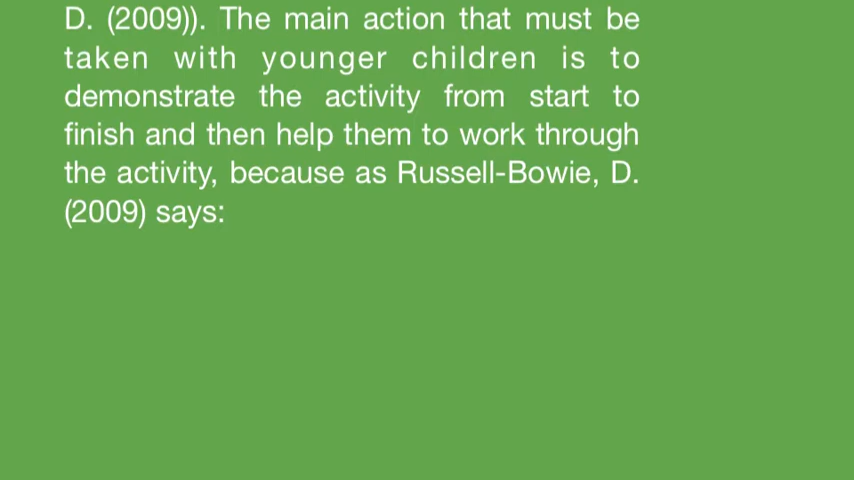 D. (2009)). The main action that must be
taken with younger children is to
demonstrate the activity from start to
finish and then help them to work through
the activity, because as Russell-Bowie, D.
(2009) says: